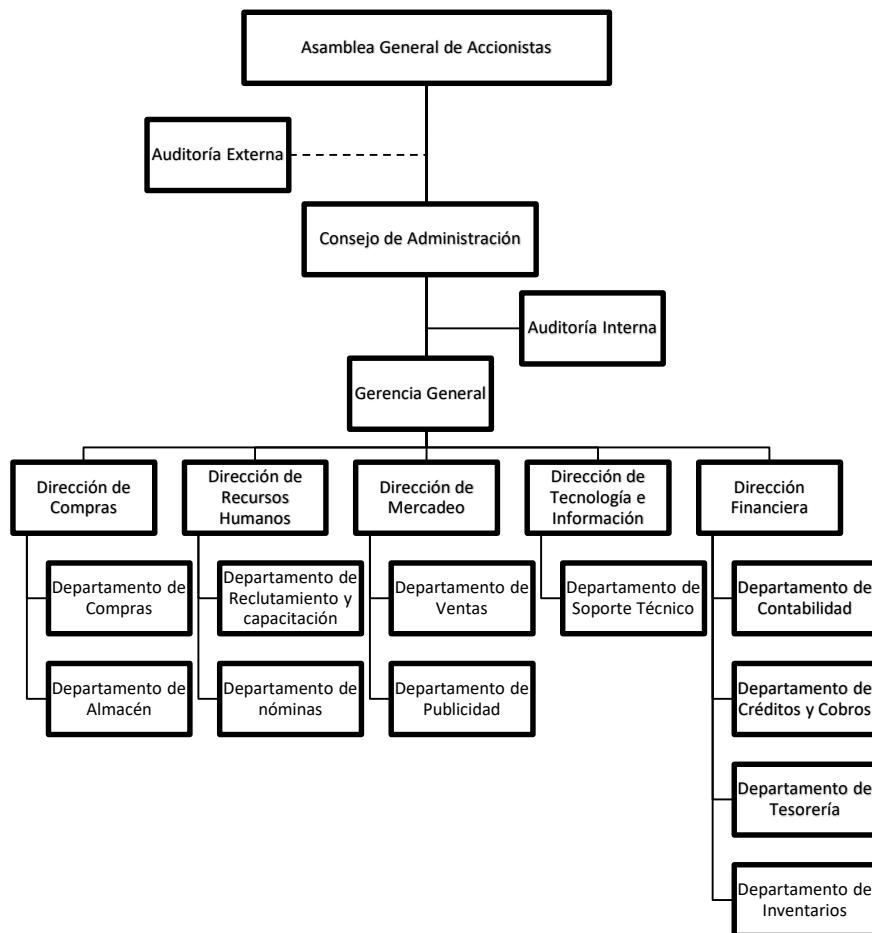 Asamblea General de Accionistas
Auditoría Externa
Consejo de Administración
Auditoría Interna
Gerencia General
Dirección de
Compras
Dirección de
Recursos
Humanos
Dirección de
Mercadeo
Dirección de
Tecnología e
Información
Dirección
Financiera
Departamento de
Compras
Departamento de
Reclutamiento y
capacitación
Departamento de
Ventas
Departamento de
Soporte Técnico
Departamento de
Contabilidad
Departamento de
Almacén
Departamento de
nóminas
Departamento de
Publicidad
Departamento de
Créditos y Cobros
Departamento de
Tesorería
Departamento de
Inventarios